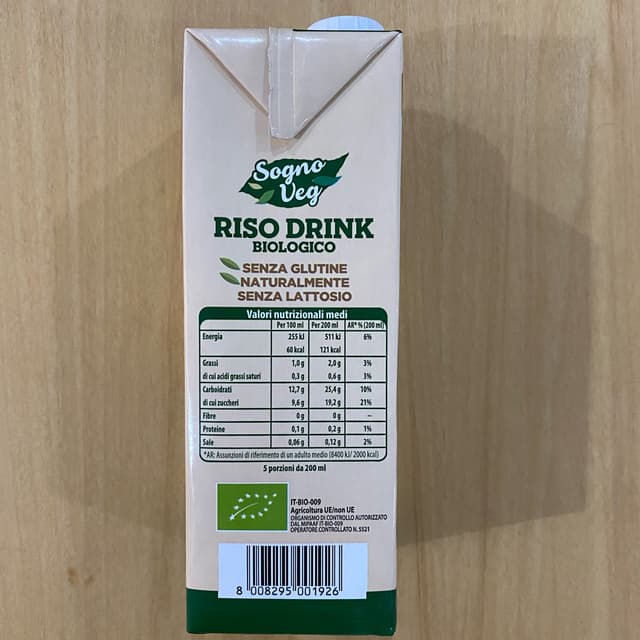 Sogno
Veg
RISO DRINK
BIOLOGICO
SENZA GLUTINE
NATURALMENTE
SENZA LATTOSIO
Valori nutrizionali medi
Per 100 ml Per 200 ml AR* % (200 ml)
Energia 255 kJ 511 kJ 6%
60 kcal 121 kcal
Grassi 1,0 g 2,0 g 3%
di cui acidi grassi saturi 0,3 g 0,6 g 3%
Carboidrati 12,7 g 25,4 g 10%
di cui zuccheri 9,6 g 19,2 g 21%
Fibre 0 g 0 g –
Proteine 0,1 g 0,2 g 1%
Sale 0,06 g 0,12 g 2%
*AR: Assunzioni di riferimento di un adulto medio (8400 kJ/ 2000 kcal)
5 porzioni da 200 ml
IT-BIO-009
Agricoltura UE/non UE
ORGANISMO DI CONTROLLO AUTORIZZATO
DAL MIPAAF IT-BIO-009
OPERATORE CONTROLLATO N. 5521
8 008295 001926